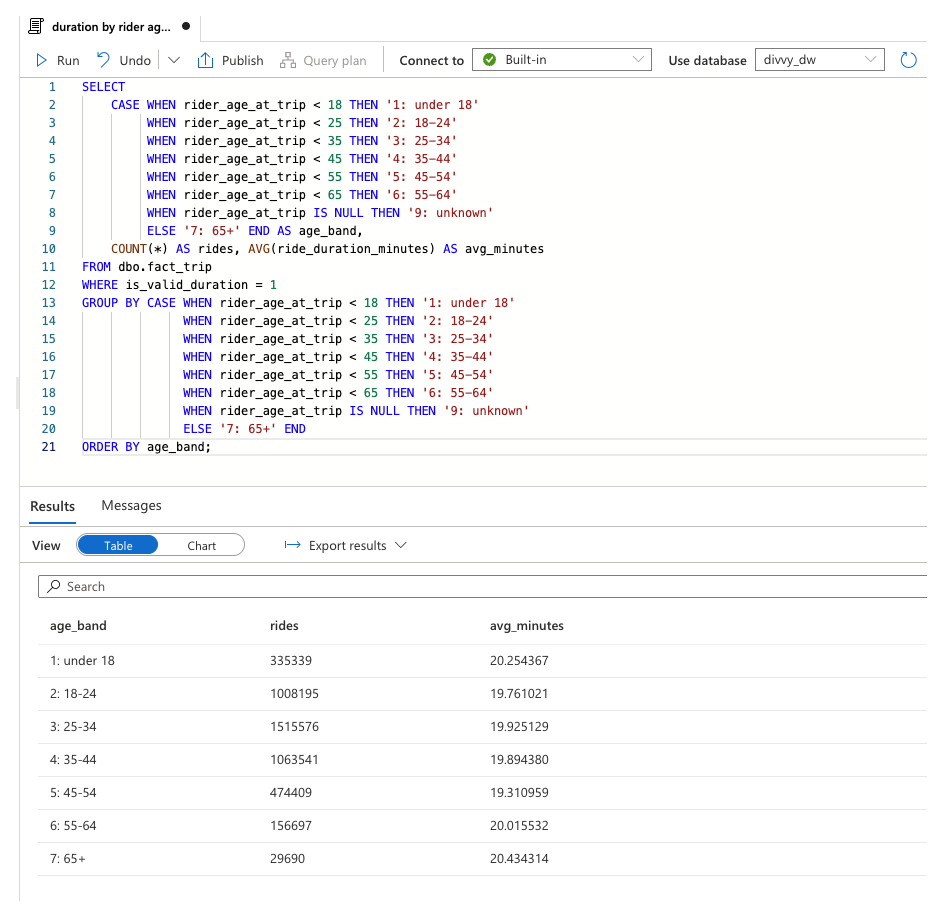 duration by rider ag...
Run Undo Publish Query plan Connect to Built-in Use database divvy_dw
1 SELECT
2 CASE WHEN rider_age_at_trip < 18 THEN '1: under 18'
3 WHEN rider_age_at_trip < 25 THEN '2: 18-24'
4 WHEN rider_age_at_trip < 35 THEN '3: 25-34'
5 WHEN rider_age_at_trip < 45 THEN '4: 35-44'
6 WHEN rider_age_at_trip < 55 THEN '5: 45-54'
7 WHEN rider_age_at_trip < 65 THEN '6: 55-64'
8 WHEN rider_age_at_trip IS NULL THEN '9: unknown'
9 ELSE '7: 65+' END AS age_band,
10 COUNT(*) AS rides, AVG(ride_duration_minutes) AS avg_minutes
11 FROM dbo.fact_trip
12 WHERE is_valid_duration = 1
13 GROUP BY CASE WHEN rider_age_at_trip < 18 THEN '1: under 18'
14 WHEN rider_age_at_trip < 25 THEN '2: 18-24'
15 WHEN rider_age_at_trip < 35 THEN '3: 25-34'
16 WHEN rider_age_at_trip < 45 THEN '4: 35-44'
17 WHEN rider_age_at_trip < 55 THEN '5: 45-54'
18 WHEN rider_age_at_trip < 65 THEN '6: 55-64'
19 WHEN rider_age_at_trip IS NULL THEN '9: unknown'
20 ELSE '7: 65+' END
21 ORDER BY age_band;
Results Messages
View Table Chart Export results
Search
age_band rides avg_minutes
1: under 18 335339 20.254367
2: 18-24 1008195 19.761021
3: 25-34 1515576 19.925129
4: 35-44 1063541 19.894380
5: 45-54 474409 19.310959
6: 55-64 156697 20.015532
7: 65+ 29690 20.434314